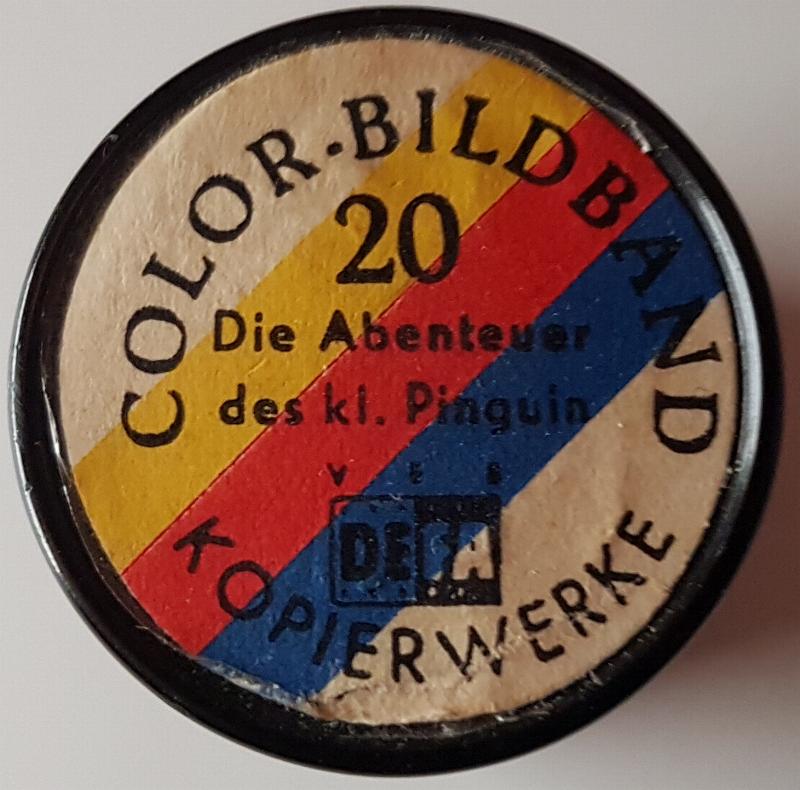 COLOR-BILDBAND
20
Die Abenteuer
des kl. Pinguin
VEB
DEFA
KOPIERWERKE